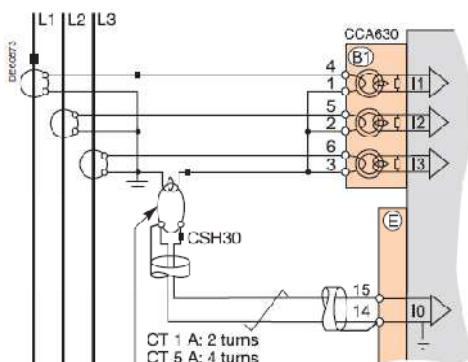 L1 L2 L3
CCA630
DE80573
B1
4
1
I1
5
2
I2
6
3
I3
E
CSH30
15
14
I0
CT 1 A: 2 turns
CT 5 A: 4 turns